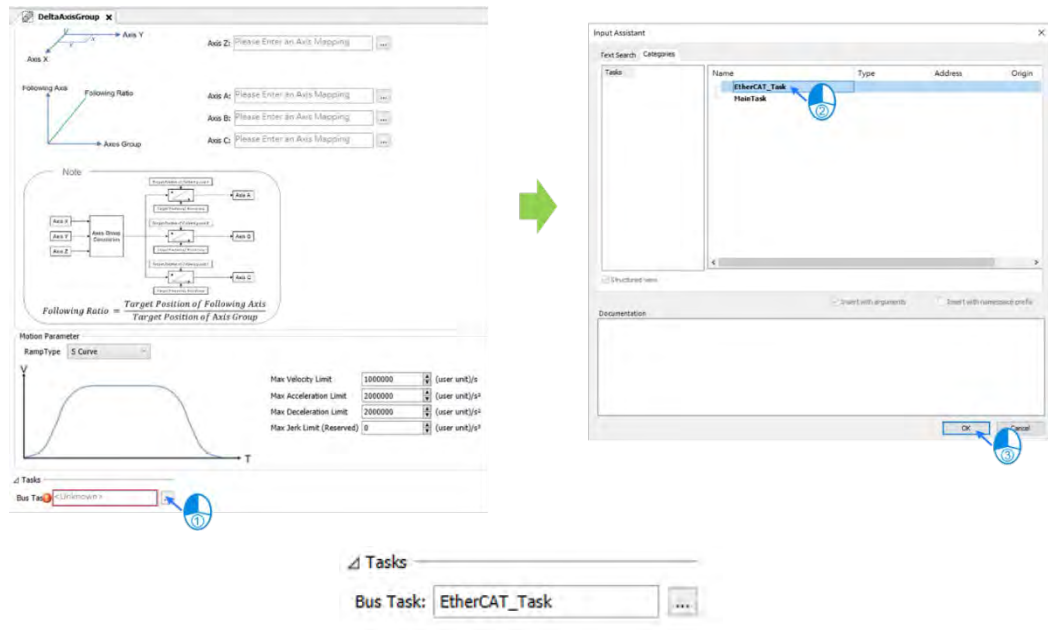 DeltaAxisGroup x
Axis Y
Axis X
Axis Z: Please Enter an Axis Mapping ...
Following Axis
Following Ratio
Axis Group
Axis A: Please Enter an Axis Mapping ...
Axis B: Please Enter an Axis Mapping ...
Axis C: Please Enter an Axis Mapping ...
Note
Axis X
Axis Y
Axis Z
Axis Group
Axis A
Axis B
Axis C
Following Ratio = Target Position of Following Axis
Target Position of Axis Group
Motion Parameter
RampType S Curve
V
T
Max Velocity Limit 1000000 (user unit)/s
Max Acceleration Limit 2000000 (user unit)/s²
Max Deceleration Limit 2000000 (user unit)/s²
Max Jerk Limit (Reserved) 0 (user unit)/s³
Tasks
Bus Tas <Unknown>
①
Input Assistant
Text Search Categories
Tasks
Name Type Address Origin
EtherCAT_Task
MainTask
②
Structured view
Insert with arguments Insert with namespace prefix
Documentation
OK Cancel
③
Tasks
Bus Task: EtherCAT_Task ...